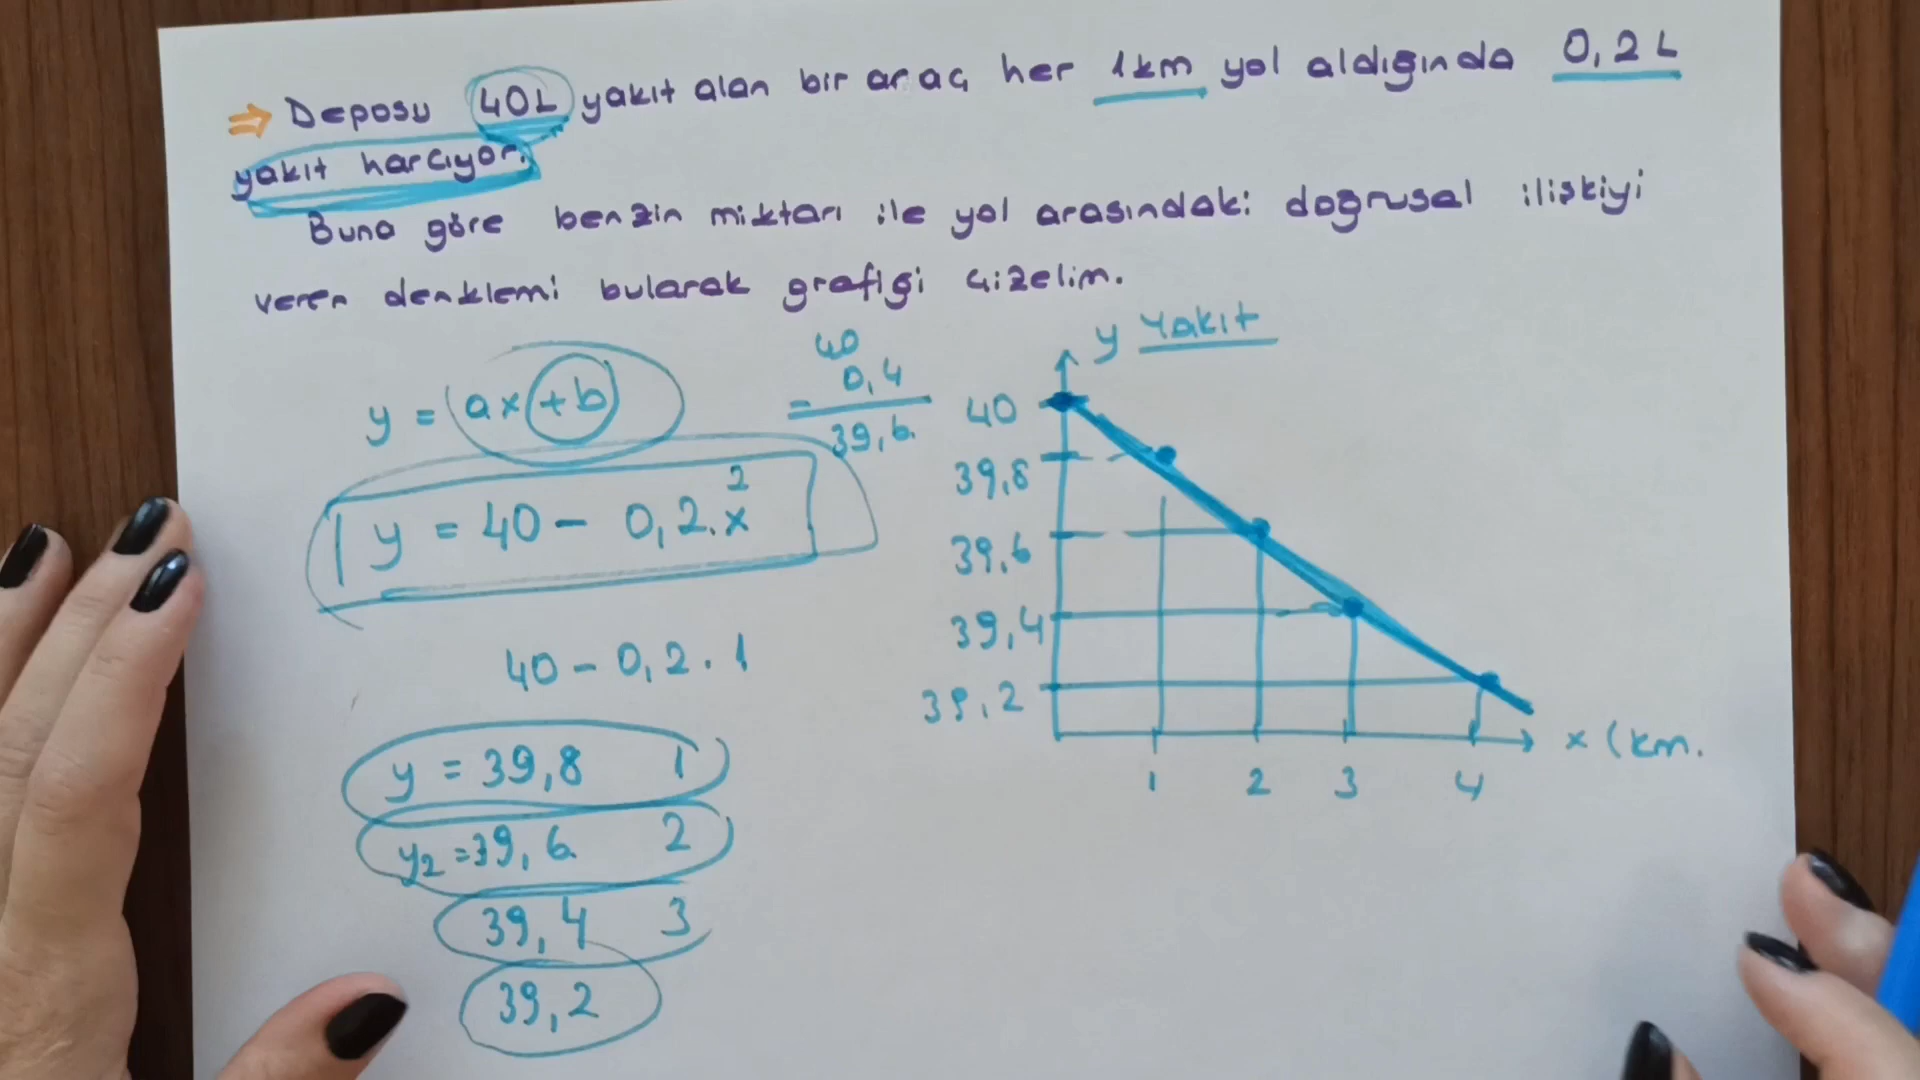 ⇒ Deposu 40L yakıt alan bir araç her 1km yol aldığında 0,2L
yakıt harcıyor.
Buna göre benzin miktarı ile yol arasındaki doğrusal ilişkiyi
veren denklemi bularak grafiği çizelim.
y = ax + b
2
y = 40 - 0,2.x
40 - 0,2 . 1
y = 39,8 1
y2 = 39,6. 2
39,4 3
39,2
40
0,4
-
39,6.
y Yakıt
40
39,8
39,6
39,4
39,2
x (km.
1 2 3 4